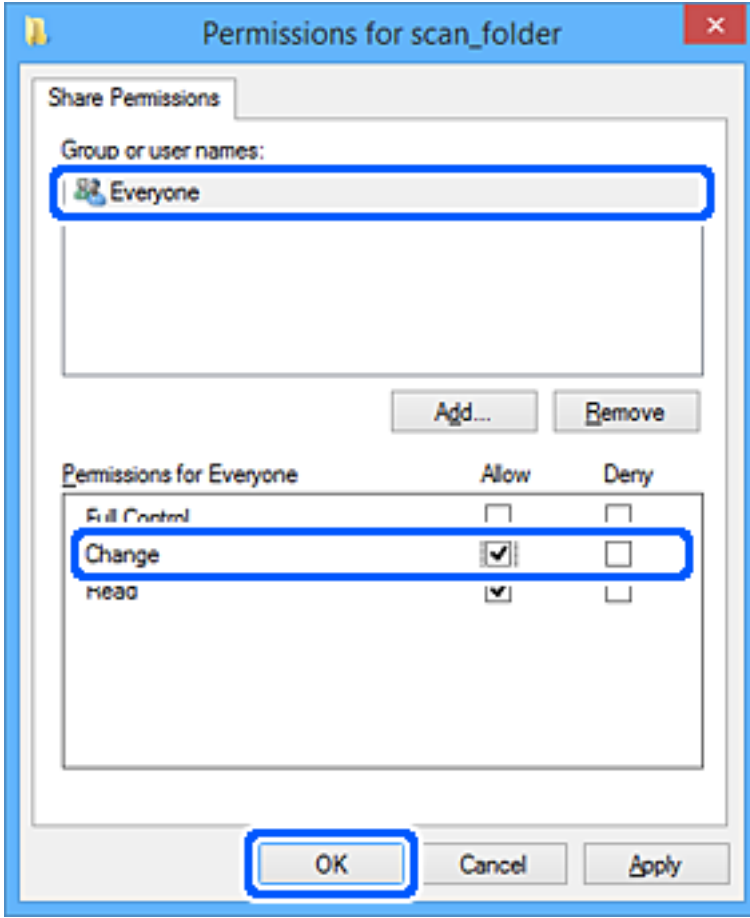 Permissions for scan_folder
Share Permissions
Group or user names:
Everyone
Add... Remove
Permissions for Everyone Allow Deny
Full Control
Change
Read
OK Cancel Apply